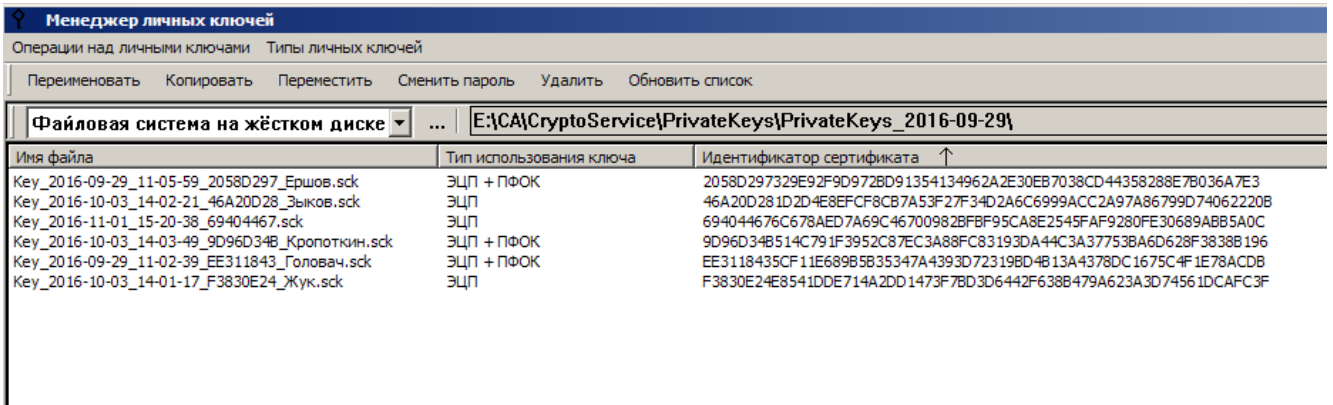 Менеджер личных ключей
Операции над личными ключами Типы личных ключей
Переименовать Копировать Переместить Сменить пароль Удалить Обновить список
Файловая система на жёстком диске ... E:\CA\CryptoService\PrivateKeys\PrivateKeys_2016-09-29\
Имя файла Тип использования ключа Идентификатор сертификата
Key_2016-09-29_11-05-59_2058D297_Ершов.sck ЭЦП + ПФОК 2058D297329E92F9D972BD91354134962A2E30EB7038CD44358288E7B036A7E3
Key_2016-10-03_14-02-21_46A20D28_Зыков.sck ЭЦП 46A20D281D2D4E8EFCF8CB7A53F27F34D2A6C6999ACC2A97A86799D74062220B
Key_2016-11-01_15-20-38_69404467.sck ЭЦП 694044676C678AED7A69C46700982BFBF95CA8E2545FAF9280FE30689ABB5A0C
Key_2016-10-03_14-03-49_9D96D34B_Кропоткин.sck ЭЦП + ПФОК 9D96D34B514C791F3952C87EC3A88FC83193DA44C3A37753BA6D628F3838B196
Key_2016-09-29_11-02-39_EE311843_Головач.sck ЭЦП + ПФОК EE3118435CF11E689B5B35347A4393D72319BD4B13A4378DC1675C4F1E78ACDB
Key_2016-10-03_14-01-17_F3830E24_Жук.sck ЭЦП F3830E24E8541DDE714A2DD1473F7BD3D6442F638B479A623A3D74561DCAFC3F